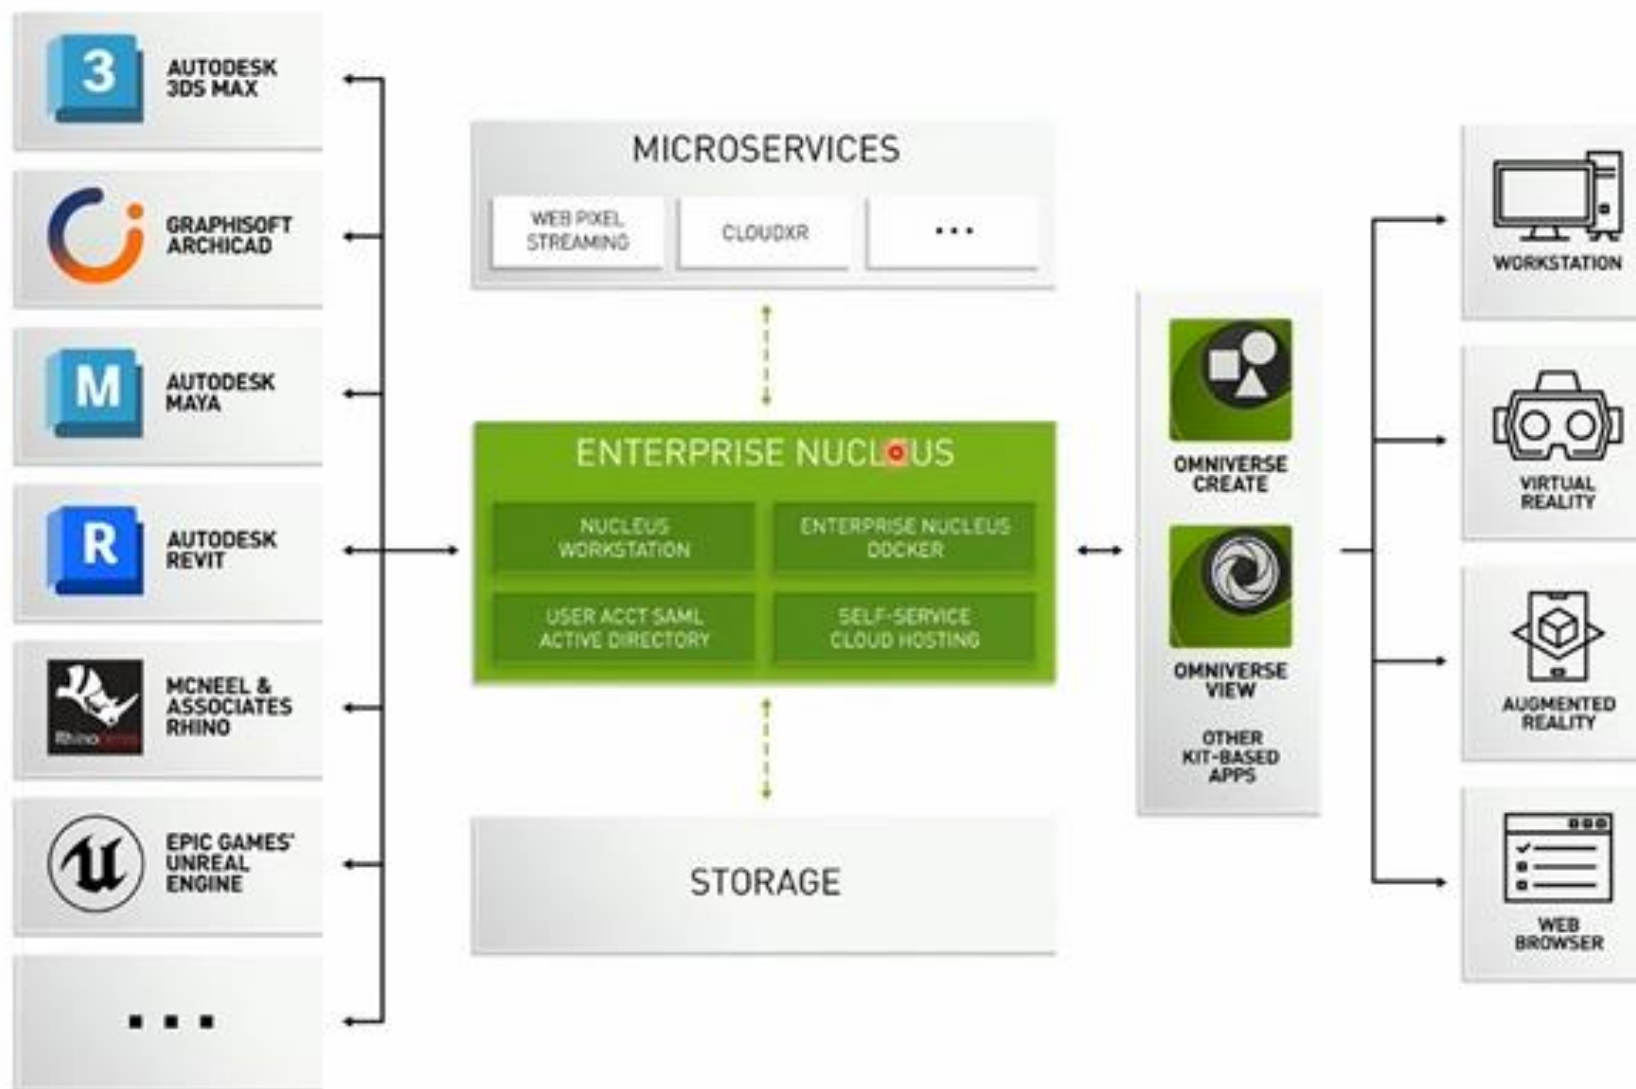 3
AUTODESK
3DS MAX
GRAPHISOFT
ARCHICAD
M
AUTODESK
MAYA
R
AUTODESK
REVIT
Rhinoceros
MCNEEL &
ASSOCIATES
RHINO
EPIC GAMES'
UNREAL
ENGINE
...
MICROSERVICES
WEB PIXEL
STREAMING
CLOUDXR
...
ENTERPRISE NUCLEUS
NUCLEUS
WORKSTATION
ENTERPRISE NUCLEUS
DOCKER
USER ACCT SAML
ACTIVE DIRECTORY
SELF-SERVICE
CLOUD HOSTING
STORAGE
OMNIVERSE
CREATE
OMNIVERSE
VIEW
OTHER
KIT-BASED
APPS
WORKSTATION
VIRTUAL
REALITY
AUGMENTED
REALITY
WEB
BROWSER